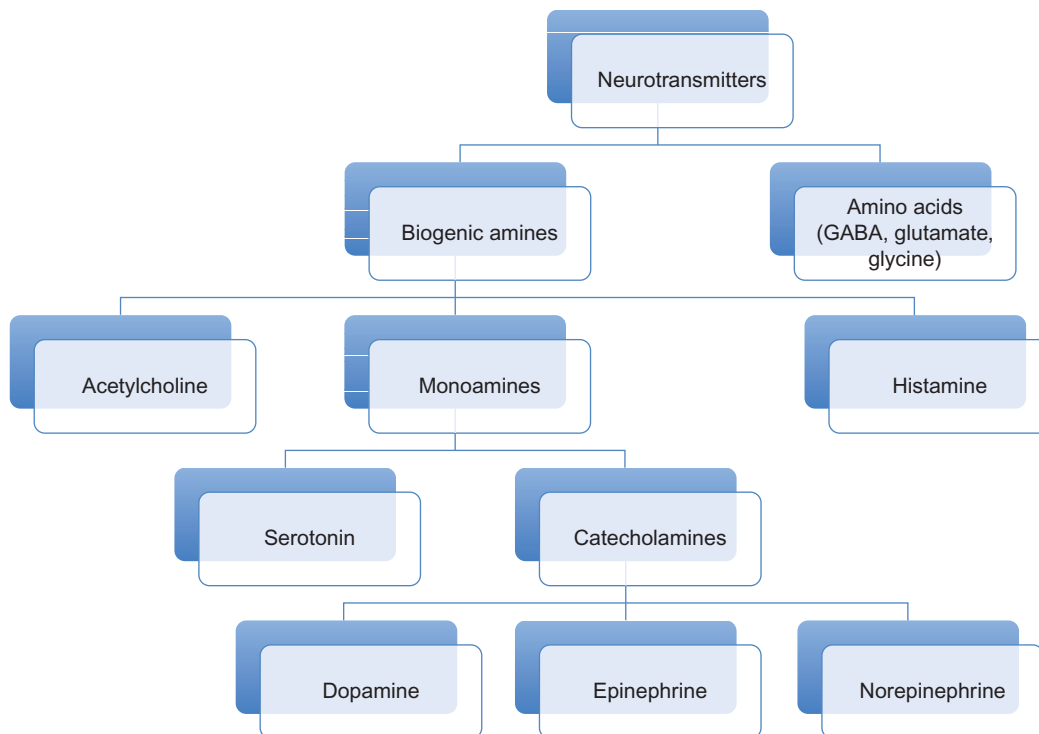 Neurotransmitters
Biogenic amines
Amino acids
(GABA, glutamate,
glycine)
Acetylcholine
Monoamines
Histamine
Serotonin
Catecholamines
Dopamine
Epinephrine
Norepinephrine